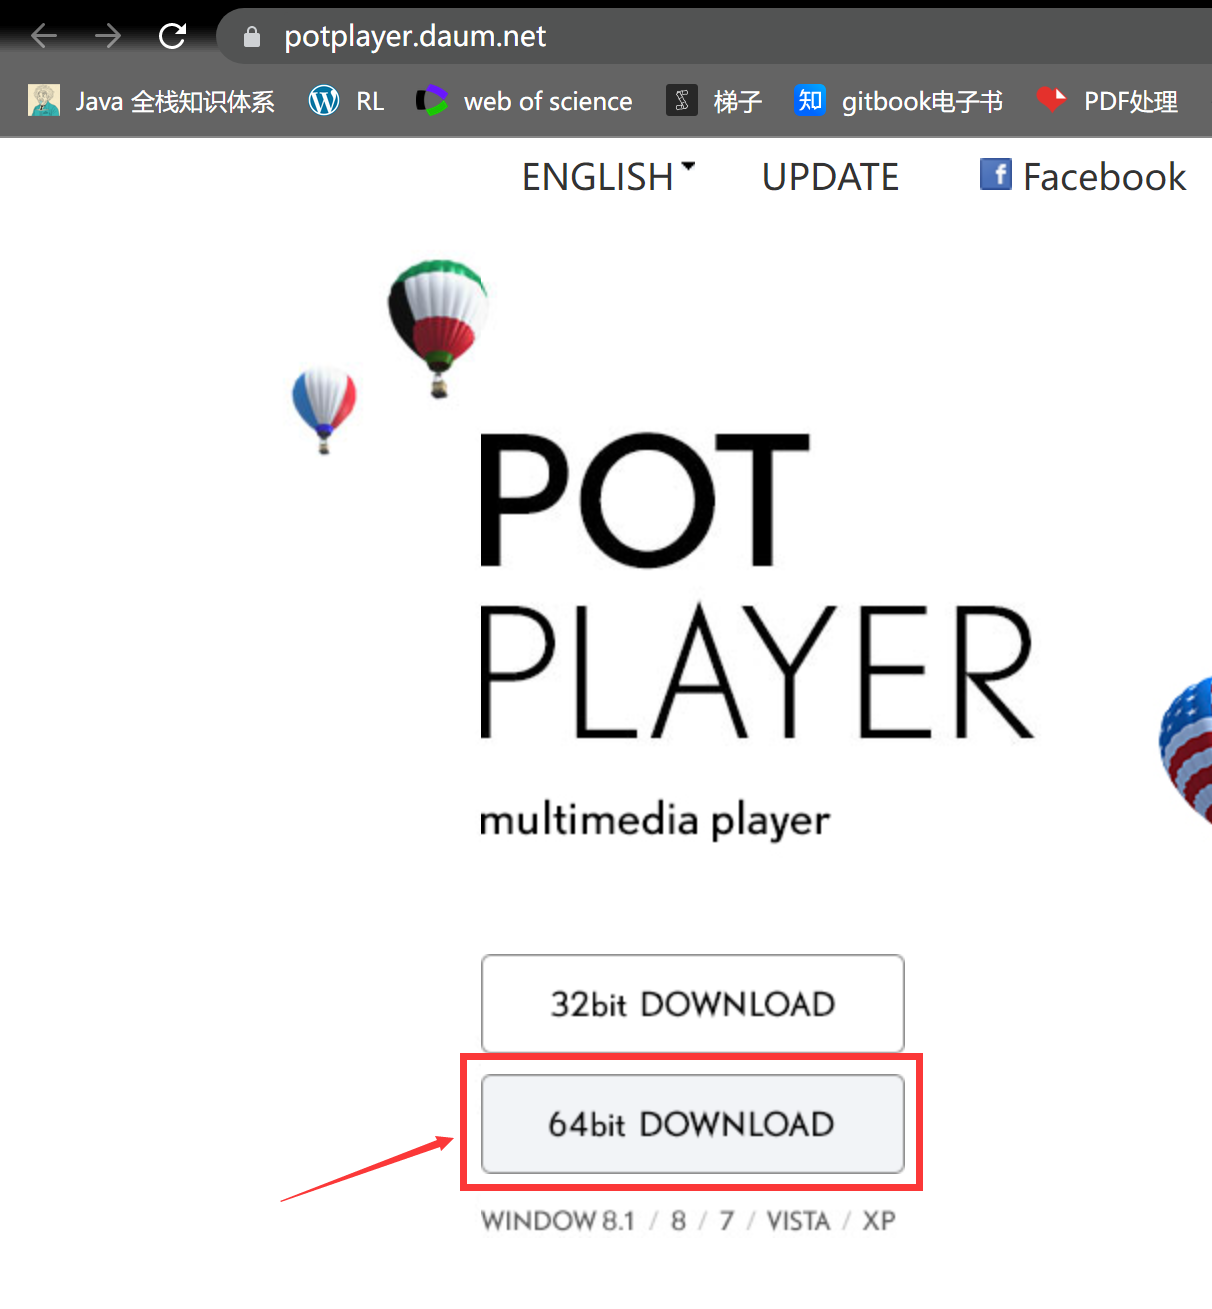 potplayer.daum.net
Java 全栈知识体系 RL web of science 梯子 知 gitbook电子书 PDF处理
ENGLISH UPDATE f Facebook
POT
PLAYER
multimedia player
32bit DOWNLOAD
64bit DOWNLOAD
WINDOW 8.1 / 8 / 7 / VISTA / XP